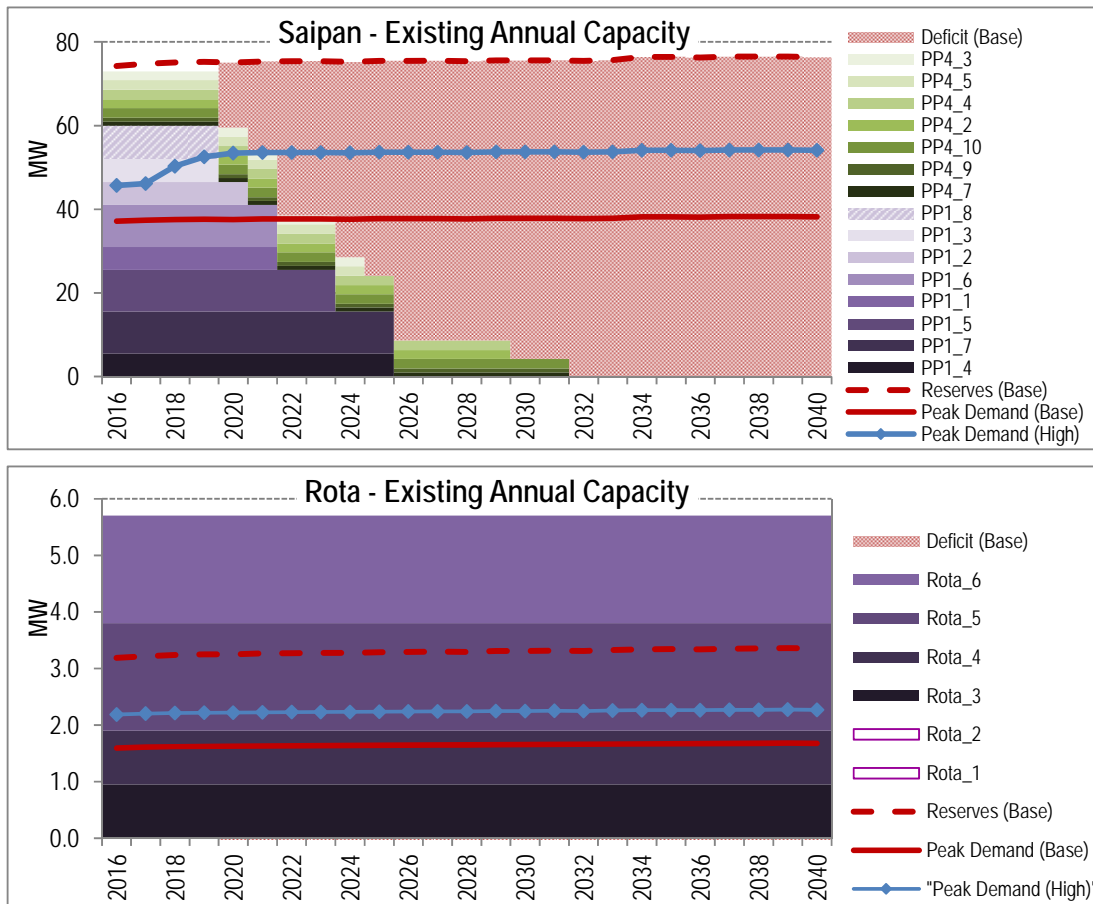 Saipan - Existing Annual Capacity
MW
80
60
40
20
0
2016
2018
2020
2022
2024
2026
2028
2030
2032
2034
2036
2038
2040
Deficit (Base)
PP4_3
PP4_5
PP4_4
PP4_2
PP4_10
PP4_9
PP4_7
PP1_8
PP1_3
PP1_2
PP1_6
PP1_1
PP1_5
PP1_7
PP1_4
Reserves (Base)
Peak Demand (Base)
Peak Demand (High)
Rota - Existing Annual Capacity
MW
6.0
5.0
4.0
3.0
2.0
1.0
0.0
2016
2018
2020
2022
2024
2026
2028
2030
2032
2034
2036
2038
2040
Deficit (Base)
Rota_6
Rota_5
Rota_4
Rota_3
Rota_2
Rota_1
Reserves (Base)
Peak Demand (Base)
"Peak Demand (High)"